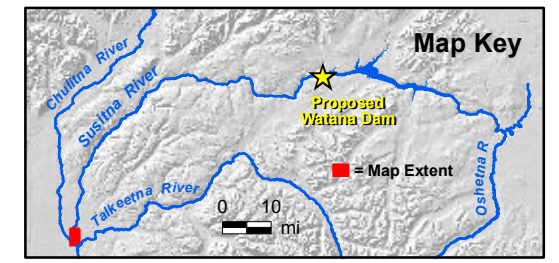 Map Key
Chulitna River
Susitna River
Proposed
Watana Dam
Talkeetna River
= Map Extent
Oshetna R
0 10
mi